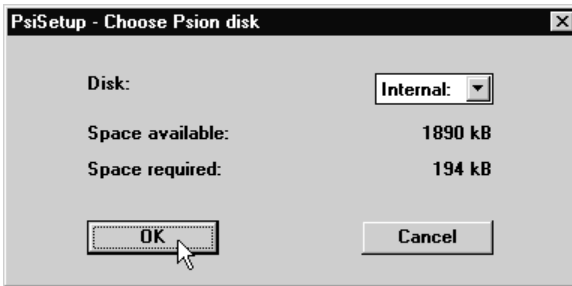 PsiSetup - Choose Psion disk
Disk: Internal:
Space available: 1890 kB
Space required: 194 kB
OK Cancel